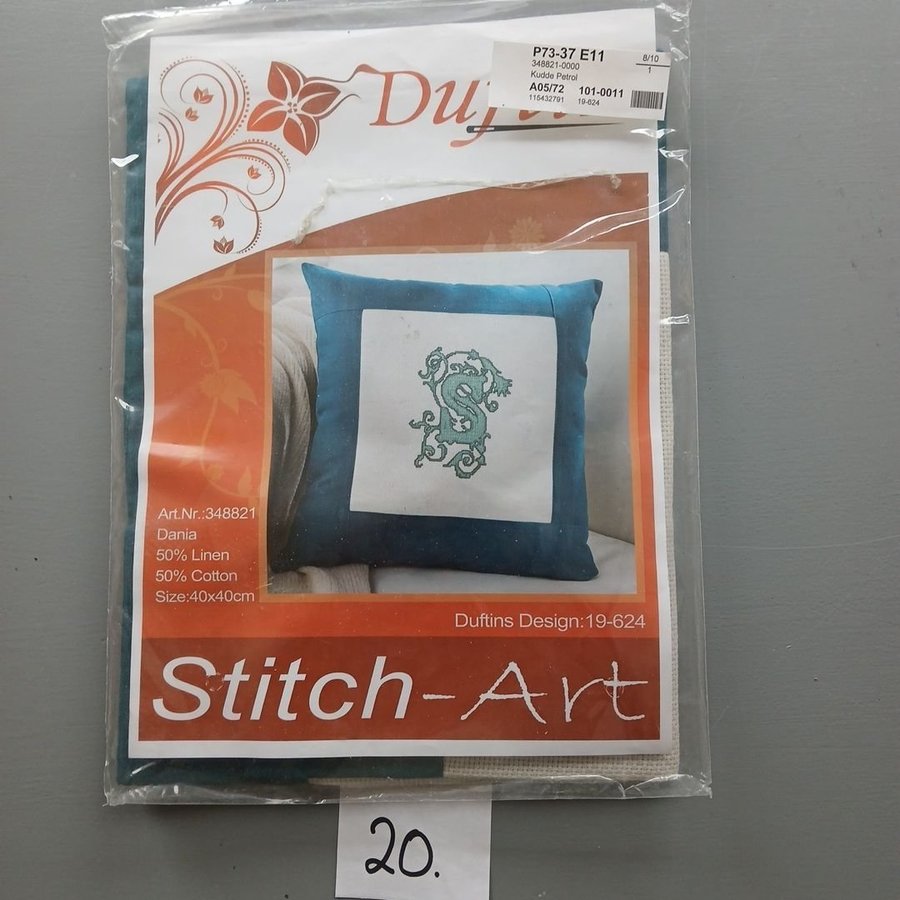 P73-37 E11
8/10
348821-0000
1
Kudde Petrol
A05/72 101-0011
115432791 19-624
S
Art.Nr.:348821
Dania
50% Linen
50% Cotton
Size:40x40cm
Duftins Design:19-624
Stitch-Art
20.